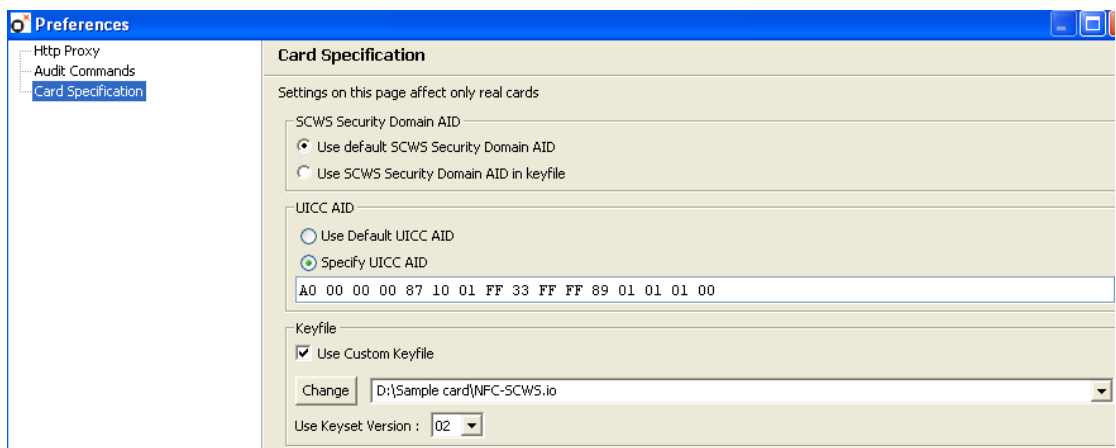 Preferences
Http Proxy
Audit Commands
Card Specification
Card Specification
Settings on this page affect only real cards
SCWS Security Domain AID
Use default SCWS Security Domain AID
Use SCWS Security Domain AID in keyfile
UICC AID
Use Default UICC AID
Specify UICC AID
A0 00 00 00 87 10 01 FF 33 FF FF 89 01 01 01 00
Keyfile
Use Custom Keyfile
Change D:\Sample card\NFC-SCWS.io
Use Keyset Version : 02